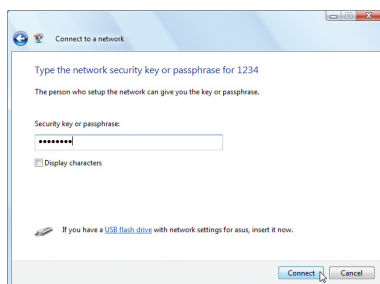 Connect to a network
Type the network security key or passphrase for 1234
The person who setup the network can give you the key or passphrase.
Security key or passphrase:
••••••••
Display characters
If you have a USB flash drive with network settings for asus, insert it now.
Connect Cancel